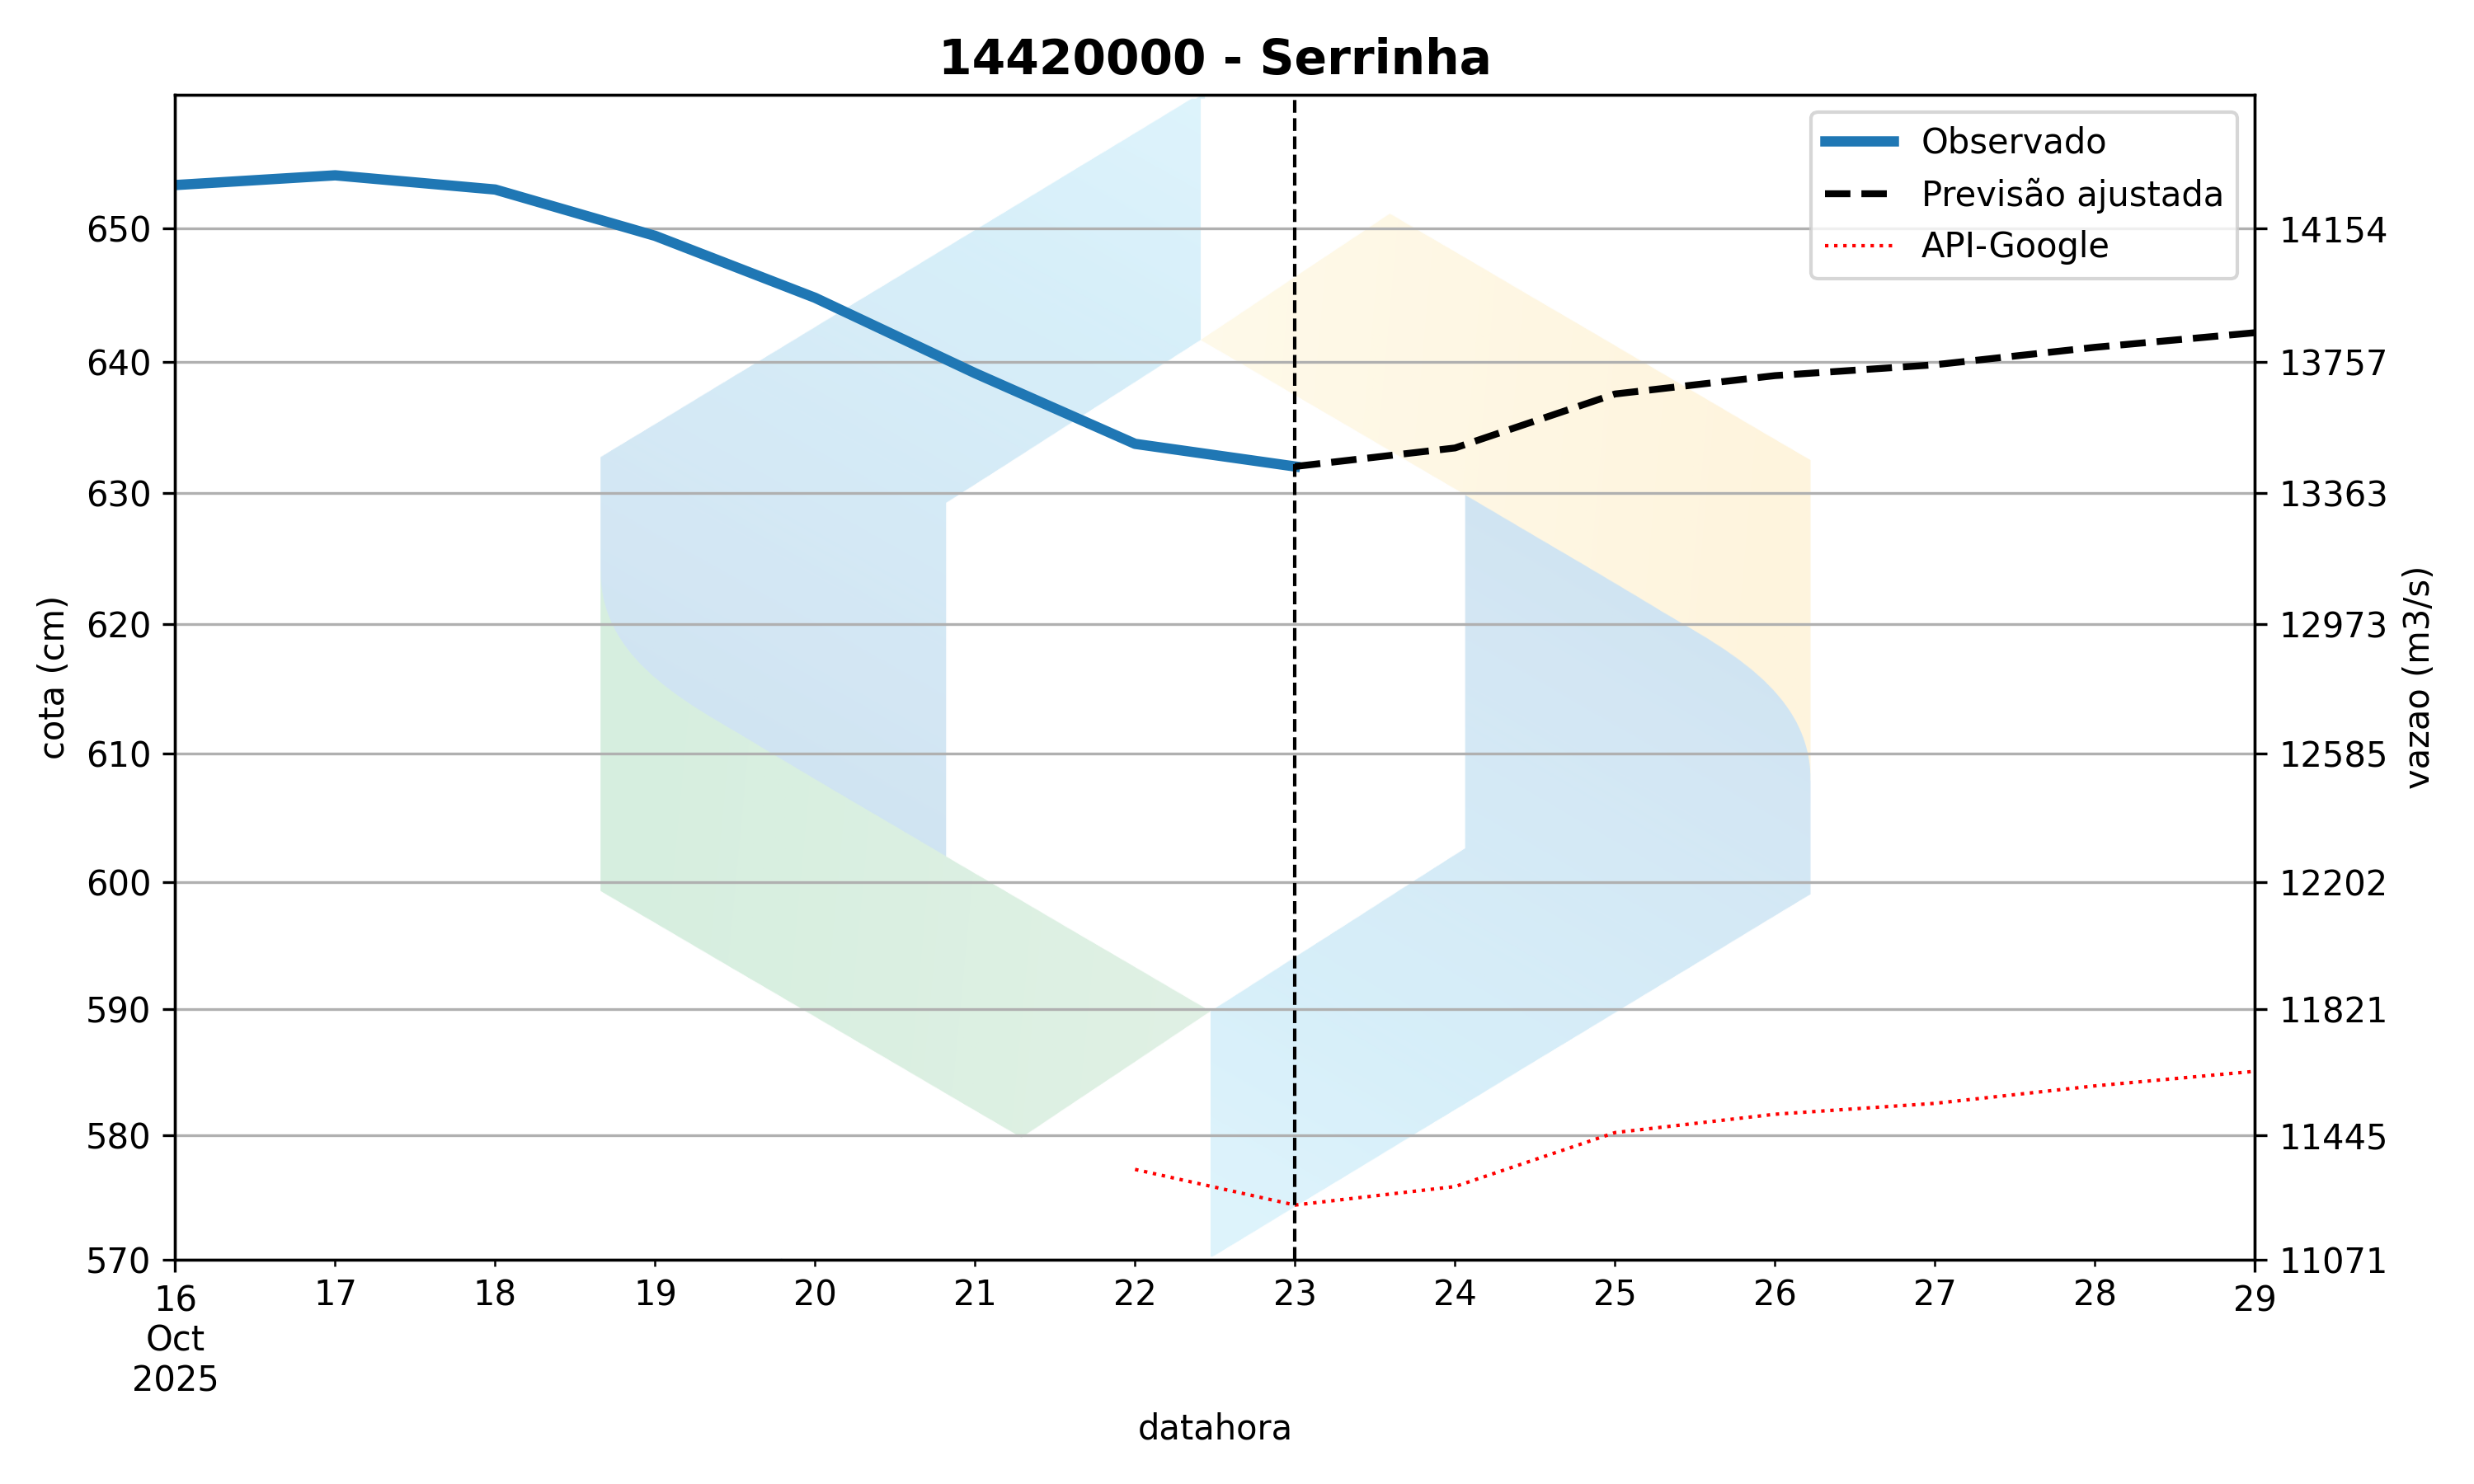 14420000 - Serrinha
Observado
Previsão ajustada
API-Google
650
640
630
620
610
600
590
580
570
cota (cm)
14154
13757
13363
12973
12585
12202
11821
11445
11071
vazao (m3/s)
16 17 18 19 20 21 22 23 24 25 26 27 28 29
Oct
2025
datahora